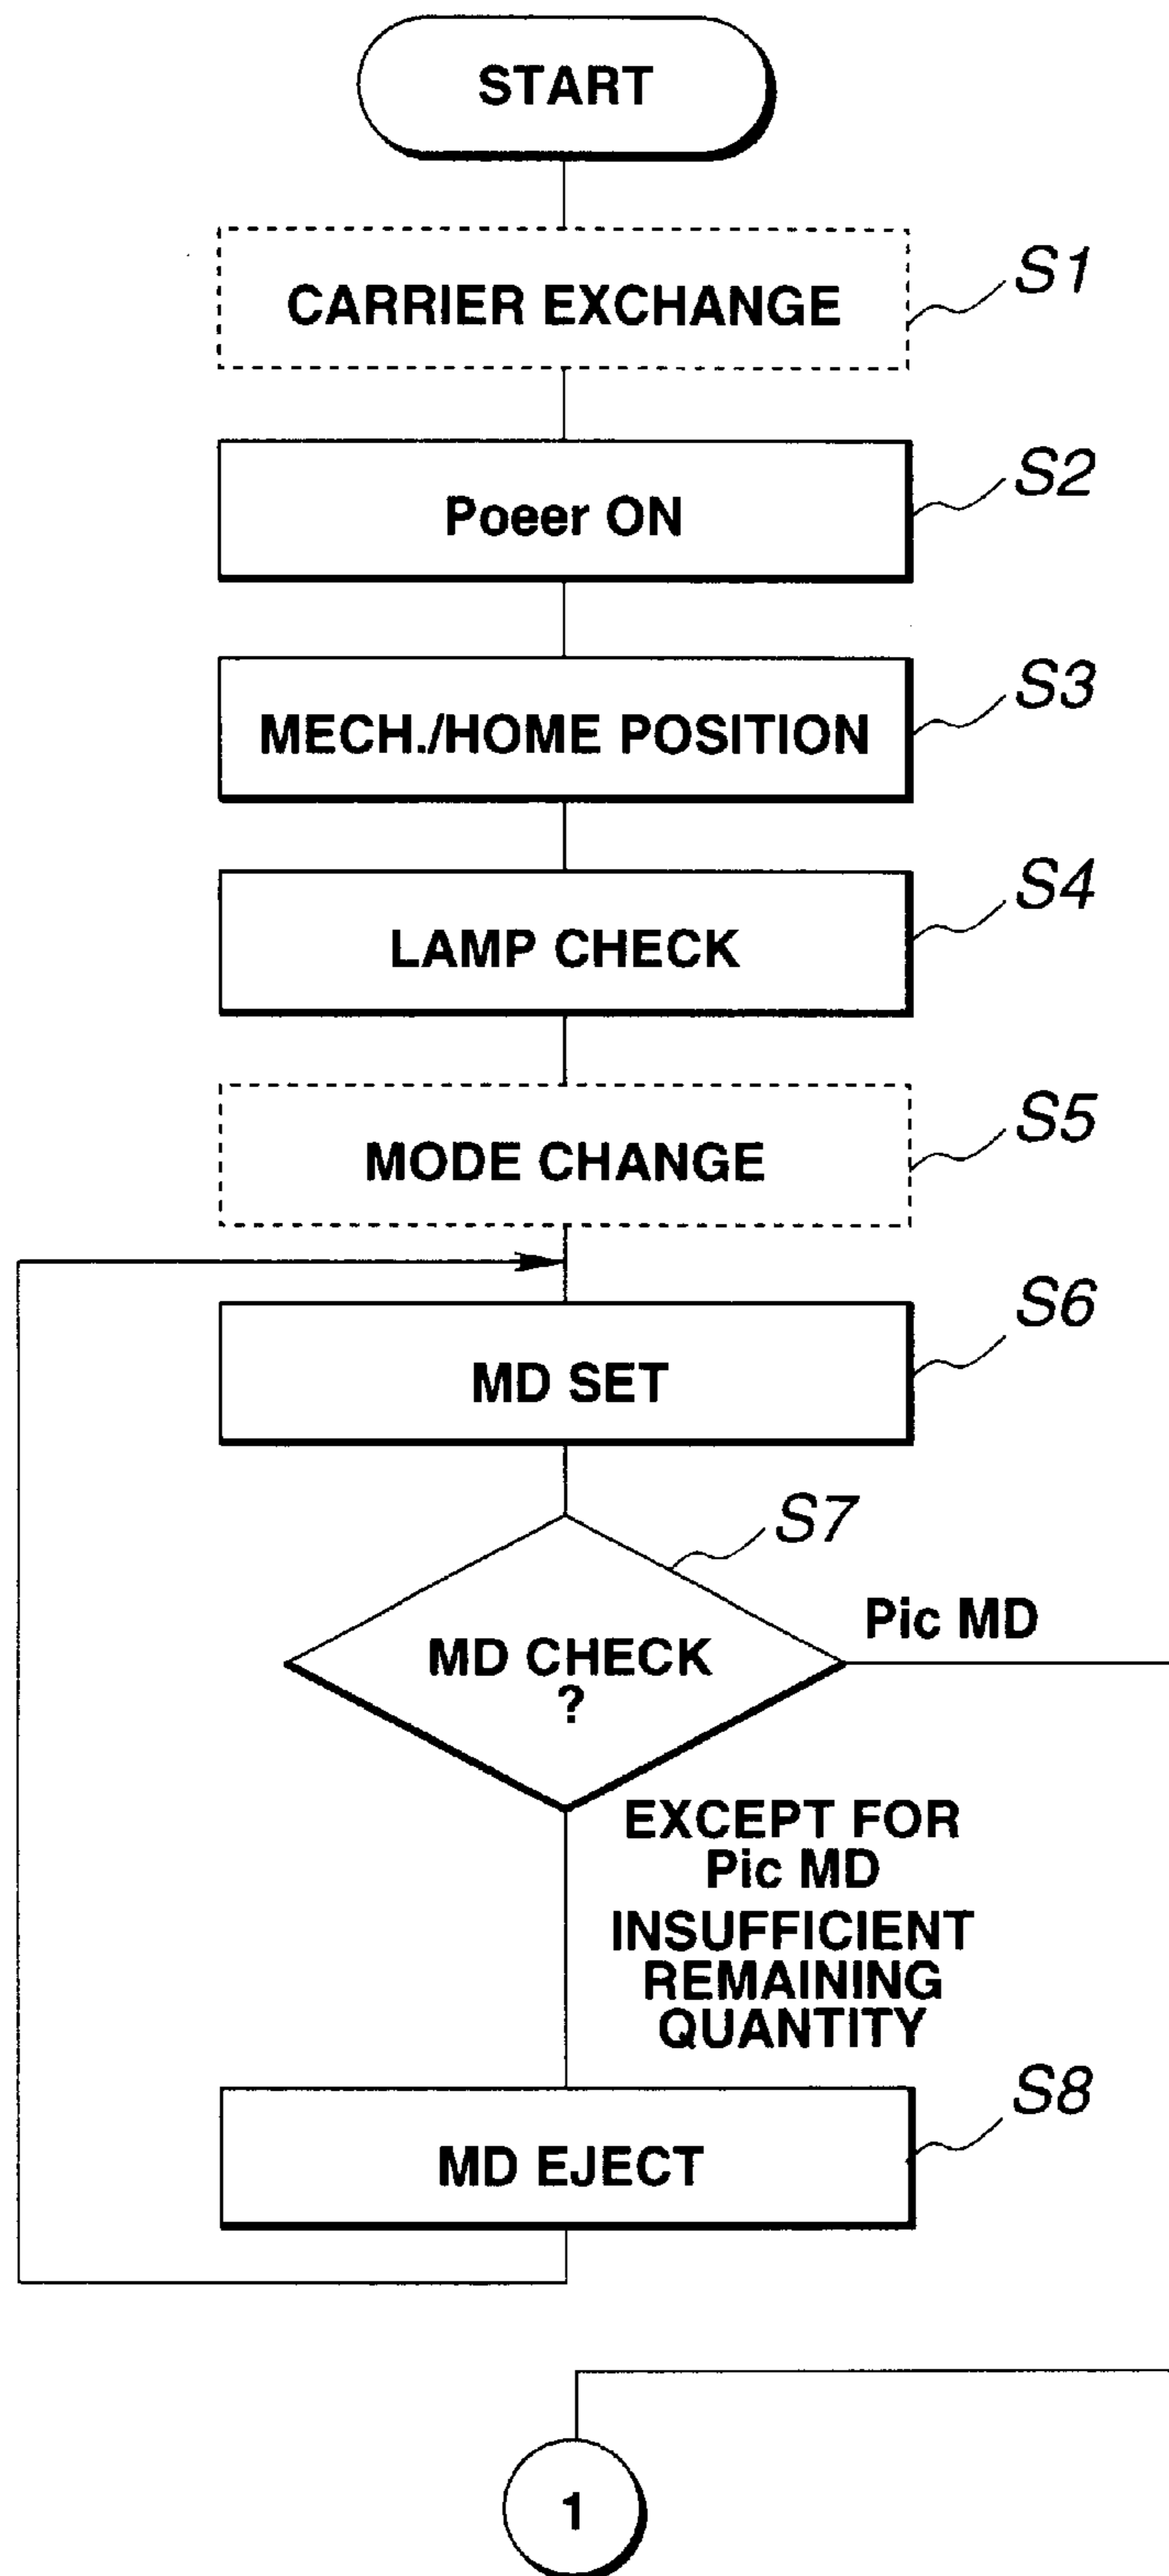 START
CARRIER EXCHANGE
S1
Poeer ON
S2
MECH./HOME POSITION
S3
LAMP CHECK
S4
MODE CHANGE
S5
MD SET
S6
S7
MD CHECK
?
Pic MD
EXCEPT FOR
Pic MD
INSUFFICIENT
REMAINING
QUANTITY
MD EJECT
S8
1